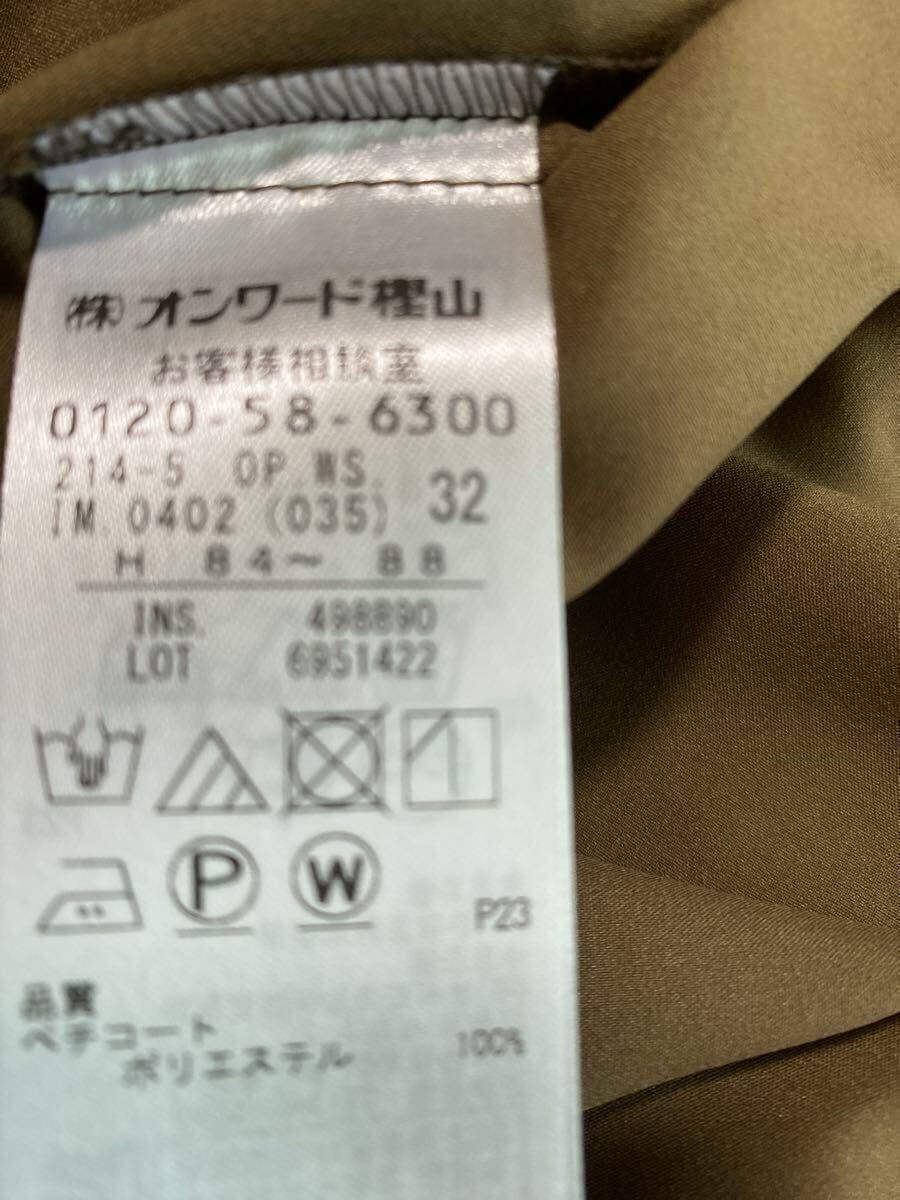 ㈱オンワード樫山
お客様相談室
0120-58-6300
214-5 OP.WS.
IM.0402 (035) 32
H 84～ 88
INS. 498890
LOT 6951422
P
W
P23
品質
ペチコート
ポリエステル 100%